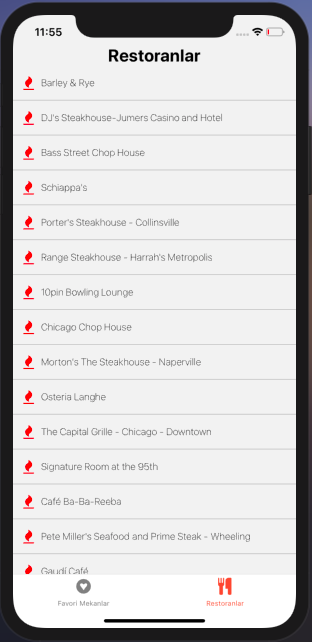 11:55
Restoranlar
Barley & Rye
DJ's Steakhouse-Jumers Casino and Hotel
Bass Street Chop House
Schiappa's
Porter's Steakhouse - Collinsville
Range Steakhouse - Harrah's Metropolis
10pin Bowling Lounge
Chicago Chop House
Morton's The Steakhouse - Naperville
Osteria Langhe
The Capital Grille - Chicago - Downtown
Signature Room at the 95th
Café Ba-Ba-Reeba
Pete Miller's Seafood and Prime Steak - Wheeling
Gaudí Café
Favori Mekanlar
Restoranlar